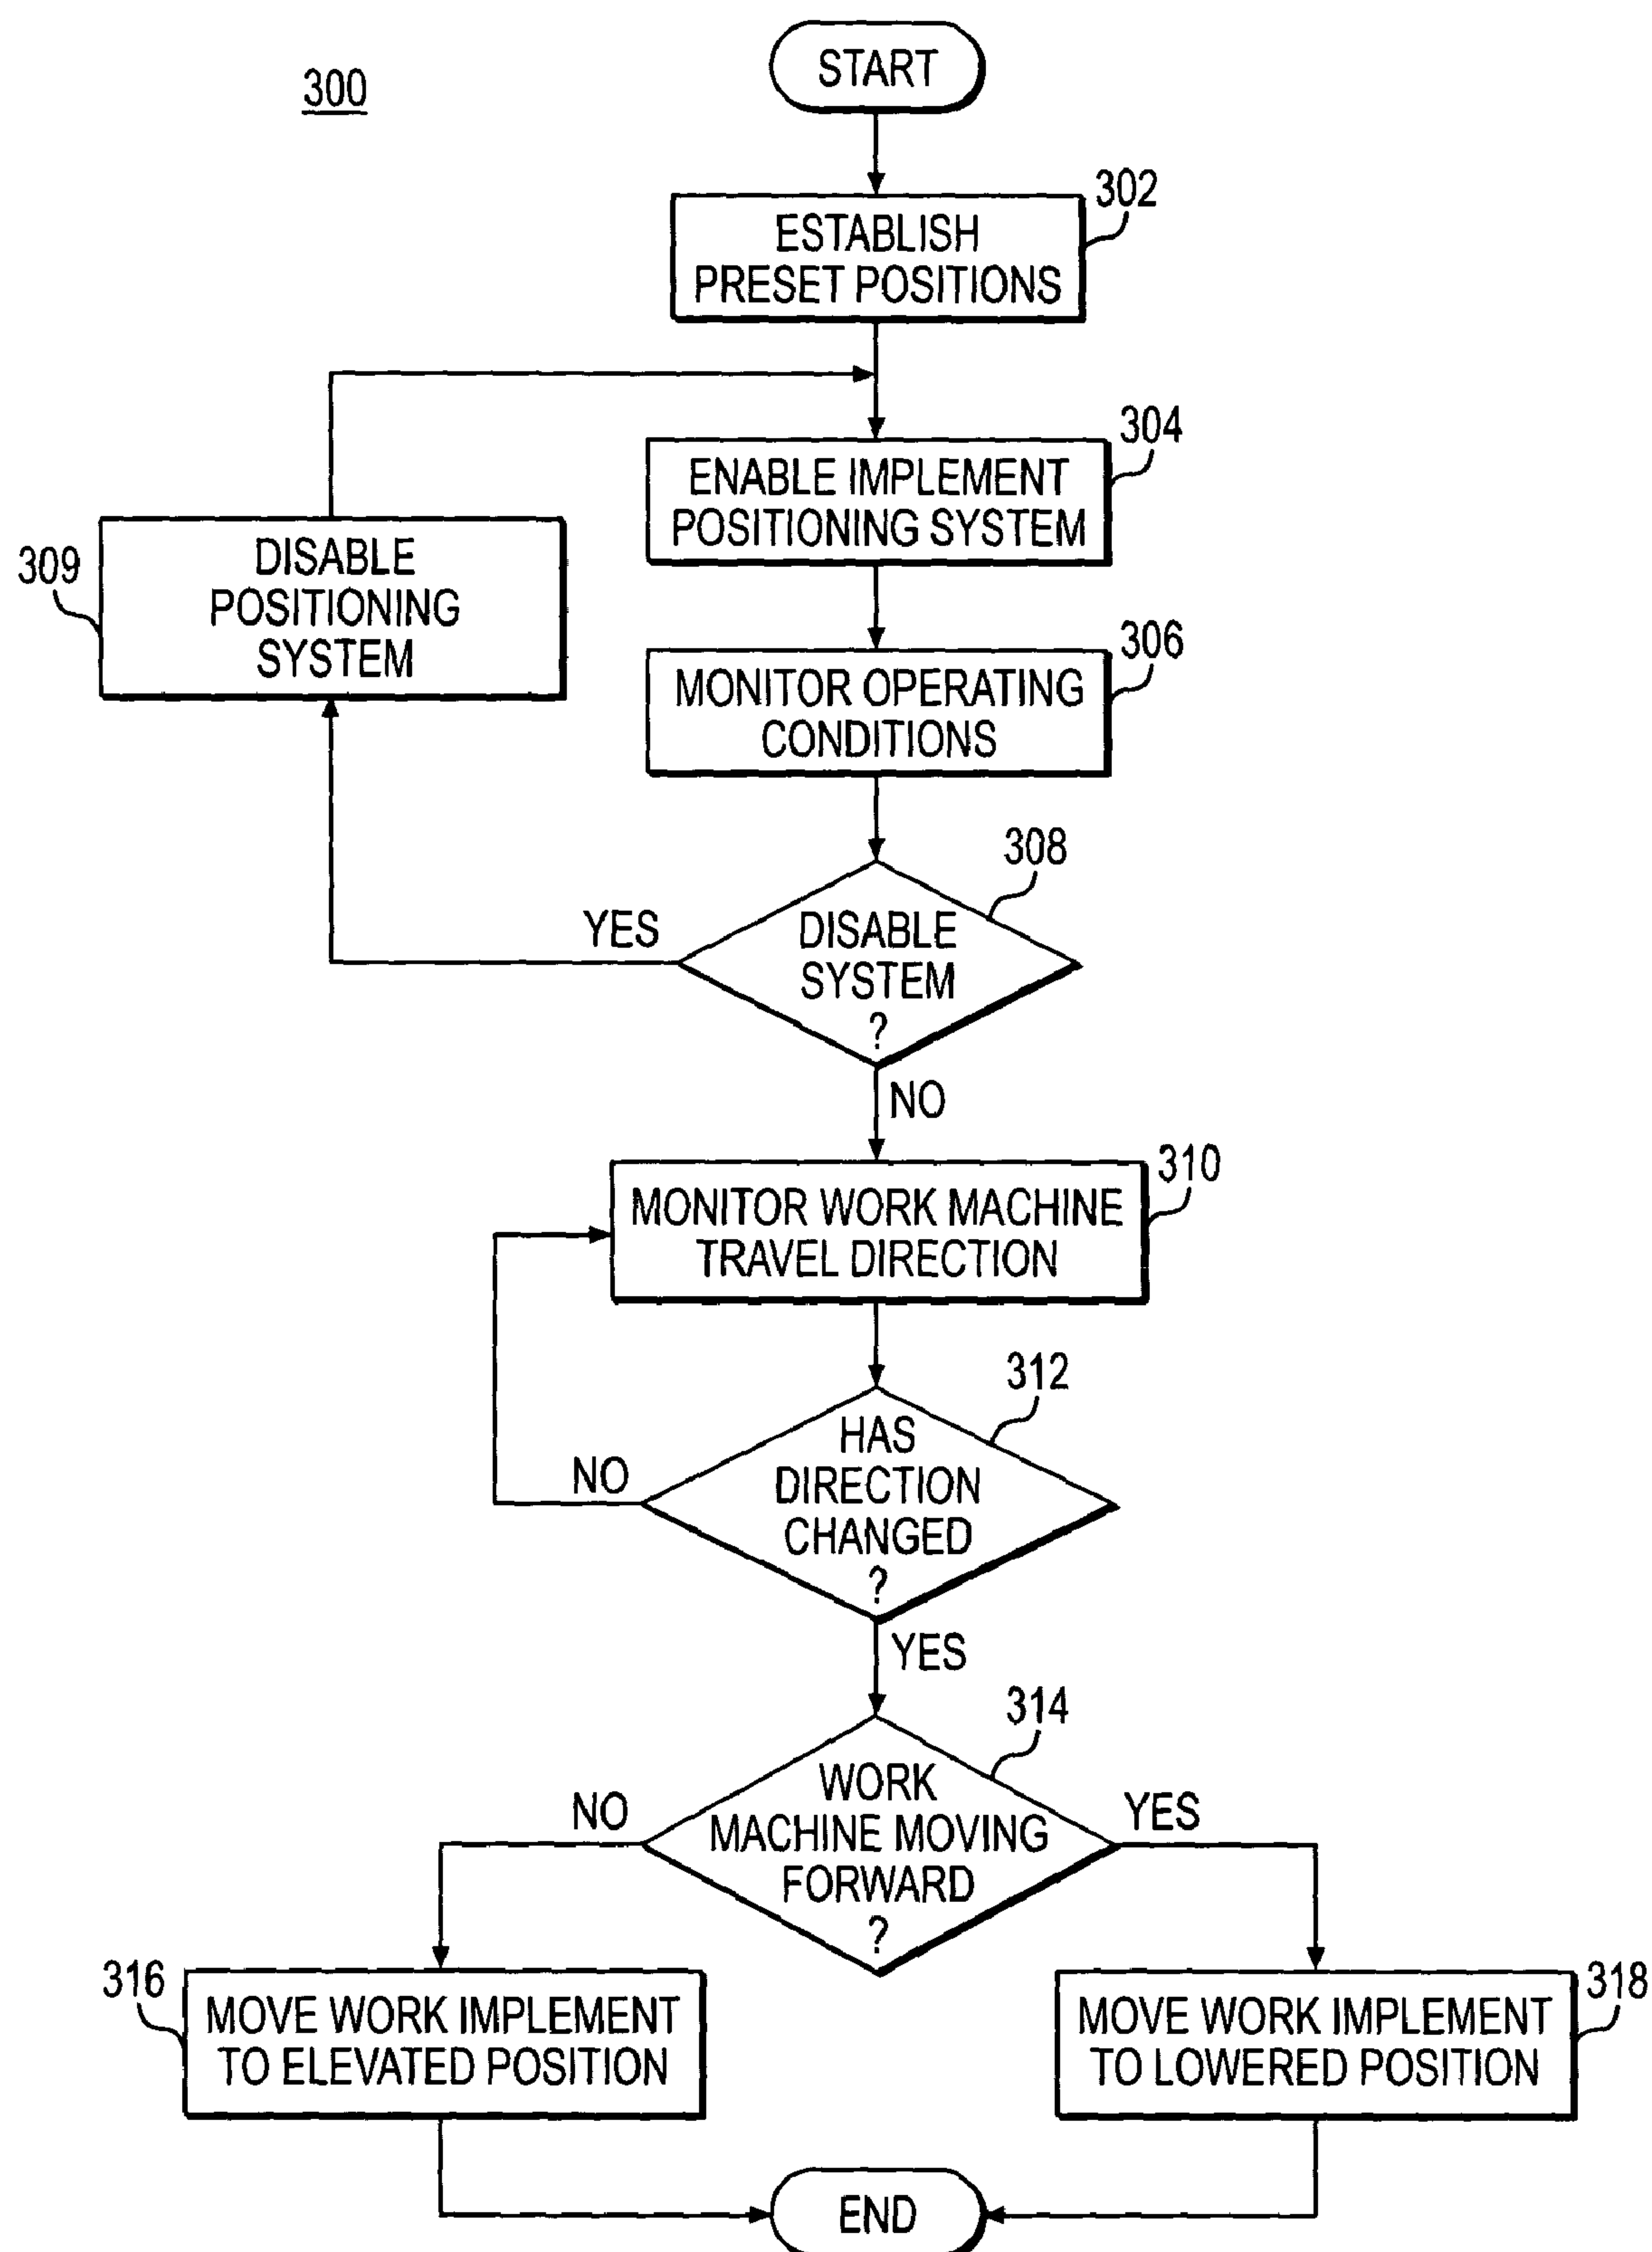 START
300
302
ESTABLISH
PRESET POSITIONS
304
ENABLE IMPLEMENT
POSITIONING SYSTEM
309
DISABLE
POSITIONING
SYSTEM
306
MONITOR OPERATING
CONDITIONS
308
YES
DISABLE
SYSTEM
?
NO
310
MONITOR WORK MACHINE
TRAVEL DIRECTION
312
HAS
DIRECTION
CHANGED
?
NO
YES
314
WORK
MACHINE MOVING
FORWARD
?
NO
YES
316
MOVE WORK IMPLEMENT
TO ELEVATED POSITION
318
MOVE WORK IMPLEMENT
TO LOWERED POSITION
END